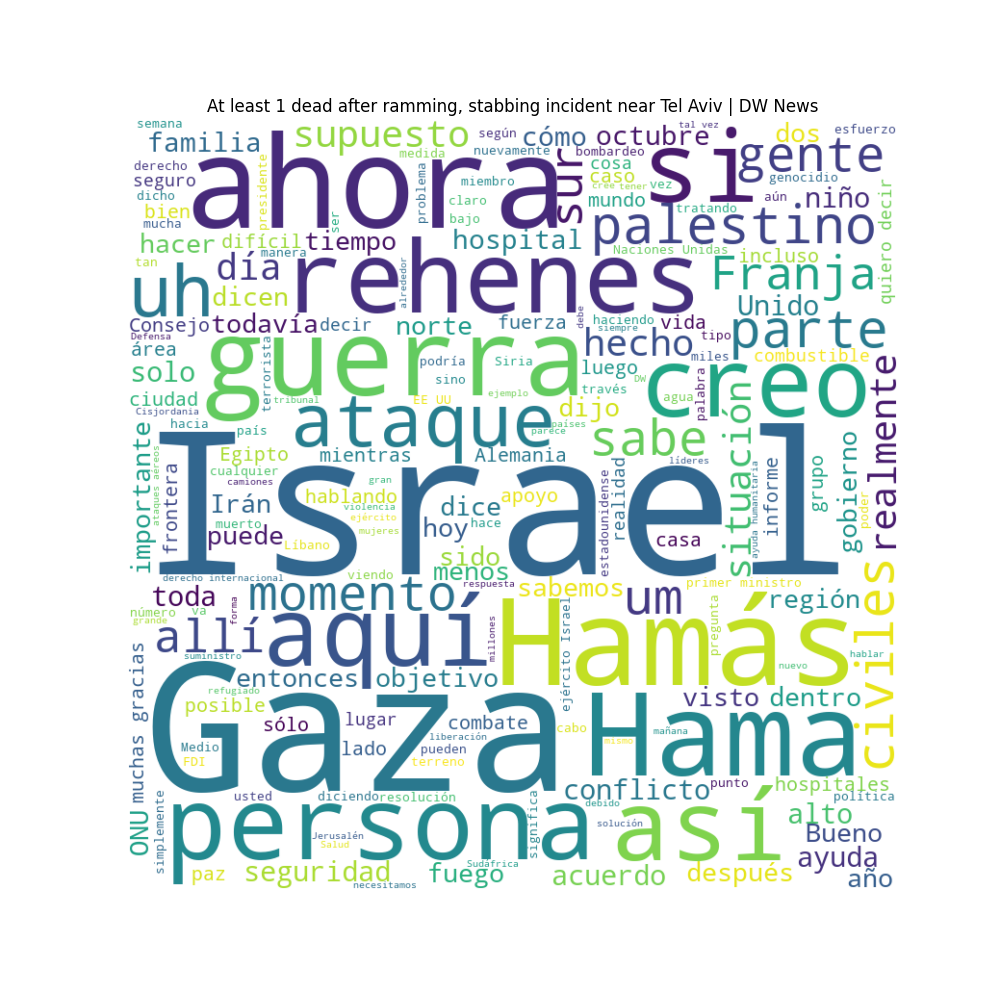 At least 1 dead after ramming, stabbing incident near Tel Aviv | DW News
semana
familia
supuesto
según
cómo
octubre
tal vez
dos
esfuerzo
derecho
seguro
dicho
ahora
presidente
medida
nuevamente
problema
miembro
claro
bajo
sur
bombardeo
cosa
caso
cree
tener
vez
mundo
si
gente
genocidio
aún
niño
tratando
bien
mucha
ser
palestino
quiero decir
hacer
difícil
tiempo
manera
hospital
Naciones Unidas
incluso
tan
día
rehenes
alrededor
Franja
uh
dicen
Unido
Consejo
todavía
decir
norte
fuerza
debe
haciendo
siempre
vida
tipo
parte
Defensa
área
terrorista
guerra
podría
Siria
hecho
luego
miles
combustible
solo
sino
través
DW
agua
palabra
creo
realmente
ciudad
tribunal
EE UU
ejemplo
Cisjordania
hacia
país
ataque
dijo
países
parece
sabe
situación
importante
ataques aereos
Egipto
mientras
Alemania
líderes
cualquier
camiones
gran
frontera
Irán
hablando
violencia
ejército
mujeres
dice
apoyo
hoy
hace
estadounidense
realidad
ayuda humanitaria
informe
grupo
gobierno
poder
muerto
puede
Líbano
casa
Israel
sido
menos
derecho internacional
viendo
respuesta
sabemos
primer ministro
toda
momento
um
región
número
va
grande
forma
allí
aquí
millones
Hamás
ejército Israel
pregunta
civiles
hablar
suministro
nuevo
muchas gracias
entonces
objetivo
refugiado
visto
dentro
posible
sólo
lugar
combate
cabo
Gaza
Hama
mañana
Medio
FDI
lado
liberación
pueden
terreno
mismo
ONU
simplemente
usted
diciendo
resolución
conflicto
punto
hospitales
política
persona
significa
debido
así
alto
Jerusalén
Salud
solución
Bueno
paz
seguridad
fuego
Sudáfrica
acuerdo
después
ayuda
necesitamos
año